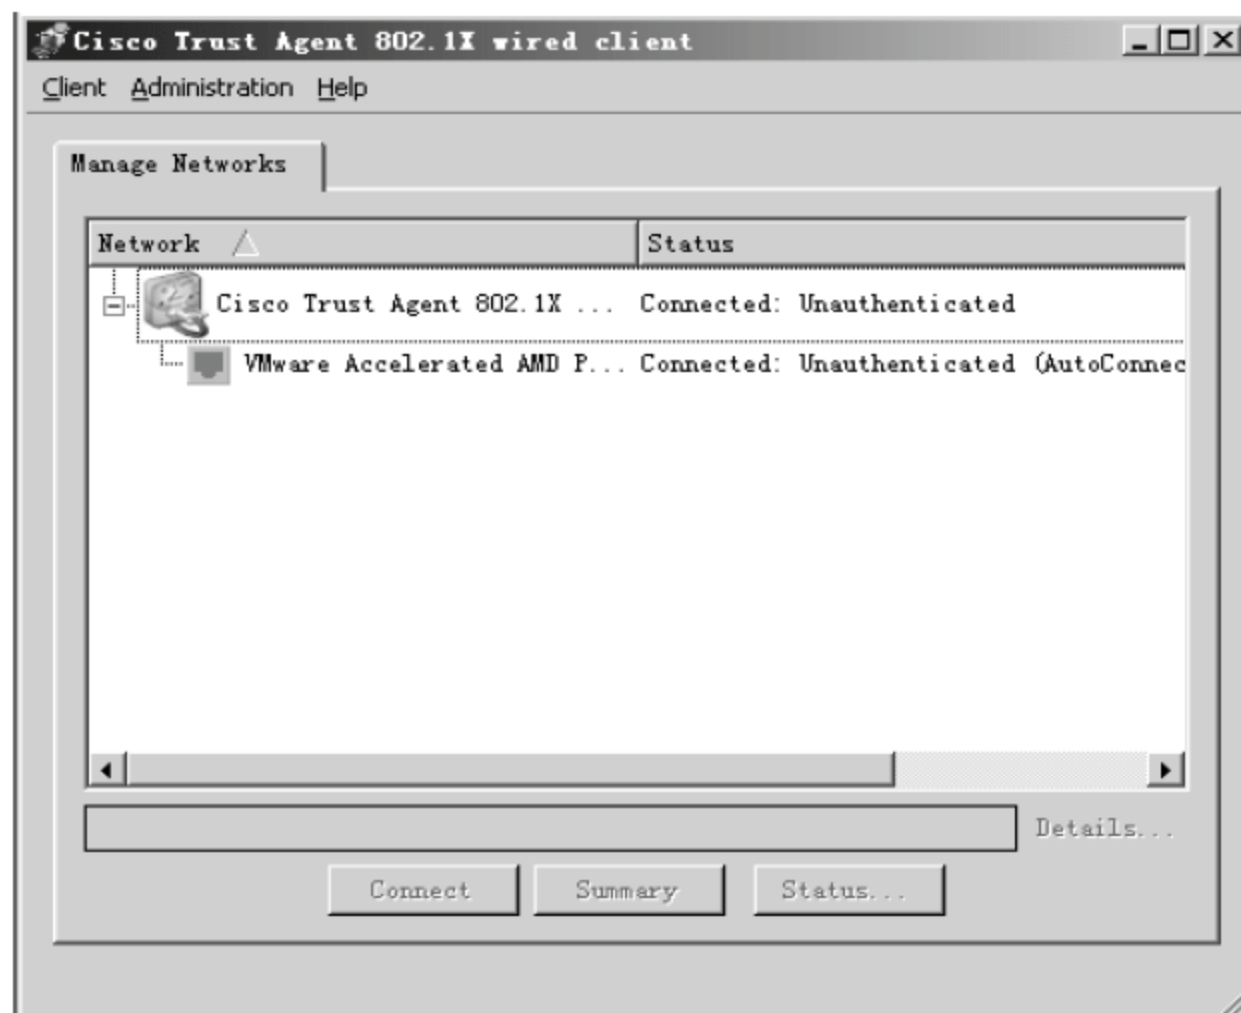 Cisco Trust Agent 802.1X wired client
Client Administration Help
Manage Networks
Network Status
Cisco Trust Agent 802.1X ... Connected: Unauthenticated
VMware Accelerated AMD P... Connected: Unauthenticated (AutoConnec
Details...
Connect Summary Status...